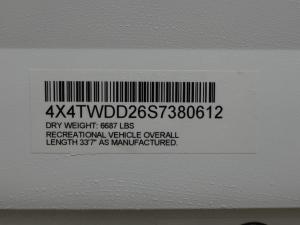 4X4TWDD26S7380612
DRY WEIGHT: 6687 LBS
RECREATIONAL VEHICLE OVERALL
LENGTH 33'7" AS MANUFACTURED.